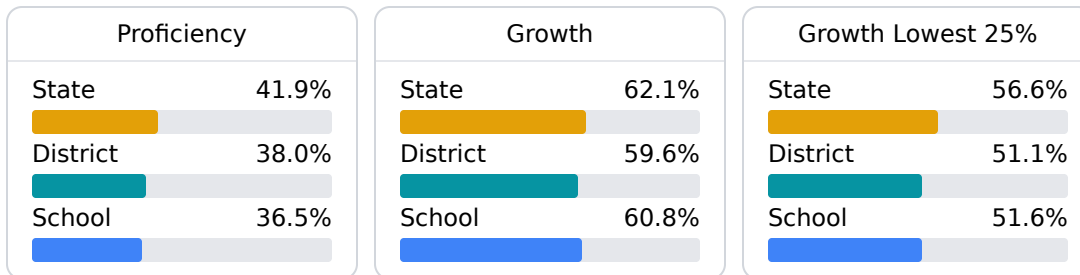 Proficiency
State 41.9%
District 38.0%
School 36.5%
Growth
State 62.1%
District 59.6%
School 60.8%
Growth Lowest 25%
State 56.6%
District 51.1%
School 51.6%